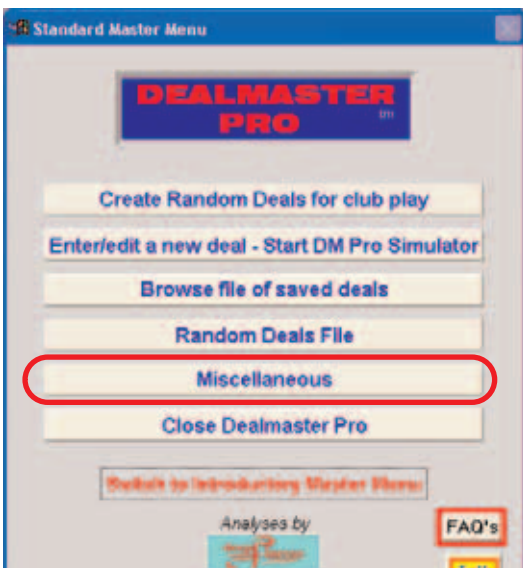 Standard Master Menu
DEALMASTER
PRO
tm
Create Random Deals for club play
Enter/edit a new deal - Start DM Pro Simulator
Browse file of saved deals
Random Deals File
Miscellaneous
Close Dealmaster Pro
Switch to Introductory Master Menu
Analyses by
FAQ's